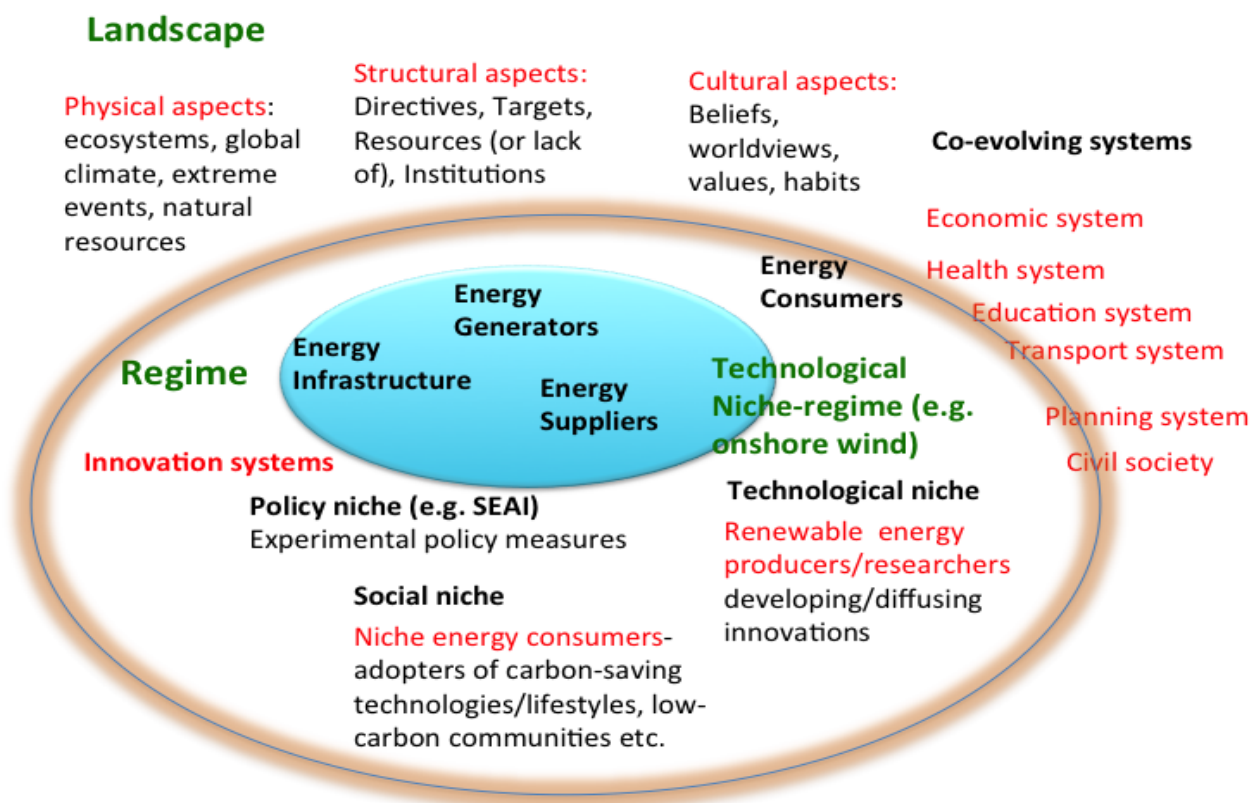 Landscape
Physical aspects:
ecosystems, global
climate, extreme
events, natural
resources
Structural aspects:
Directives, Targets,
Resources (or lack
of), Institutions
Cultural aspects:
Beliefs,
worldviews,
values, habits
Co-evolving systems
Economic system
Health system
Education system
Transport system
Planning system
Civil society
Energy
Consumers
Energy
Generators
Energy
Infrastructure
Energy
Suppliers
Regime
Technological
Niche-regime (e.g.
onshore wind)
Innovation systems
Policy niche (e.g. SEAI)
Experimental policy measures
Technological niche
Renewable energy
producers/researchers
developing/diffusing
innovations
Social niche
Niche energy consumers-
adopters of carbon-saving
technologies/lifestyles, low-
carbon communities etc.